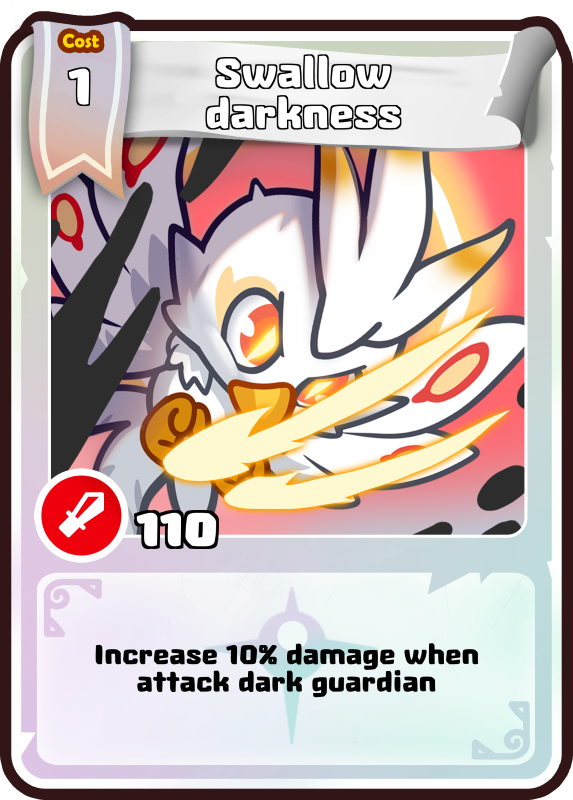 Cost
1
Swallow
darkness
110
Increase 10% damage when
attack dark guardian